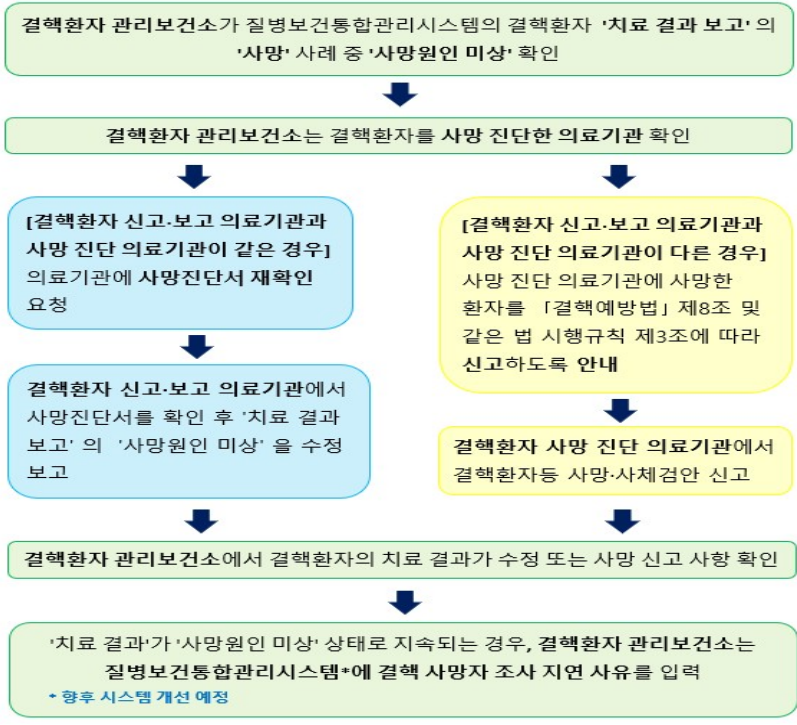 결핵환자 관리보건소가 질병보건통합관리시스템의 결핵환자 '치료 결과 보고' 의
'사망' 사례 중 '사망원인 미상' 확인
결핵환자 관리보건소는 결핵환자를 사망 진단한 의료기관 확인
[결핵환자 신고·보고 의료기관과
사망 진단 의료기관이 같은 경우]
의료기관에 사망진단서 재확인
요청
결핵환자 신고·보고 의료기관에서
사망진단서를 확인 후 '치료 결과
보고' 의 '사망원인 미상' 을 수정
보고
[결핵환자 신고·보고 의료기관과
사망 진단 의료기관이 다른 경우]
사망 진단 의료기관에 사망한
환자를 「결핵예방법」 제8조 및
같은 법 시행규칙 제3조에 따라
신고하도록 안내
결핵환자 사망 진단 의료기관에서
결핵환자등 사망·사체검안 신고
결핵환자 관리보건소에서 결핵환자의 치료 결과가 수정 또는 사망 신고 사항 확인
'치료 결과'가 '사망원인 미상' 상태로 지속되는 경우, 결핵환자 관리보건소는
질병보건통합관리시스템*에 결핵 사망자 조사 지연 사유를 입력
* 향후 시스템 개선 예정